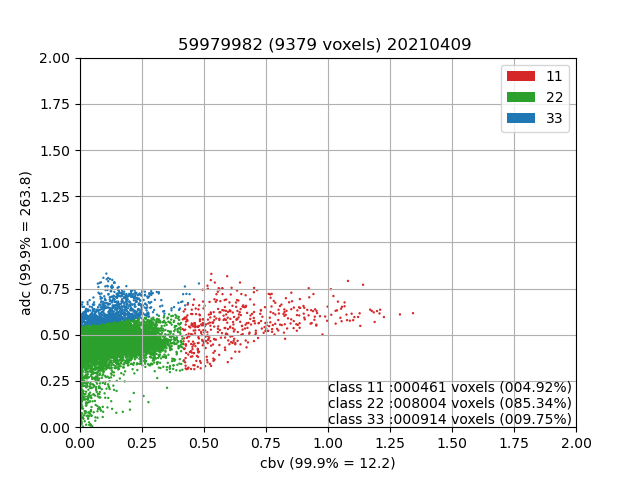 59979982 (9379 voxels) 20210409
2.00
1.75
1.50
1.25
1.00
0.75
0.50
0.25
0.00
adc (99.9% = 263.8)
11
22
33
class 11 :000461 voxels (004.92%)
class 22 :008004 voxels (085.34%)
class 33 :000914 voxels (009.75%)
0.00 0.25 0.50 0.75 1.00 1.25 1.50 1.75 2.00
cbv (99.9% = 12.2)